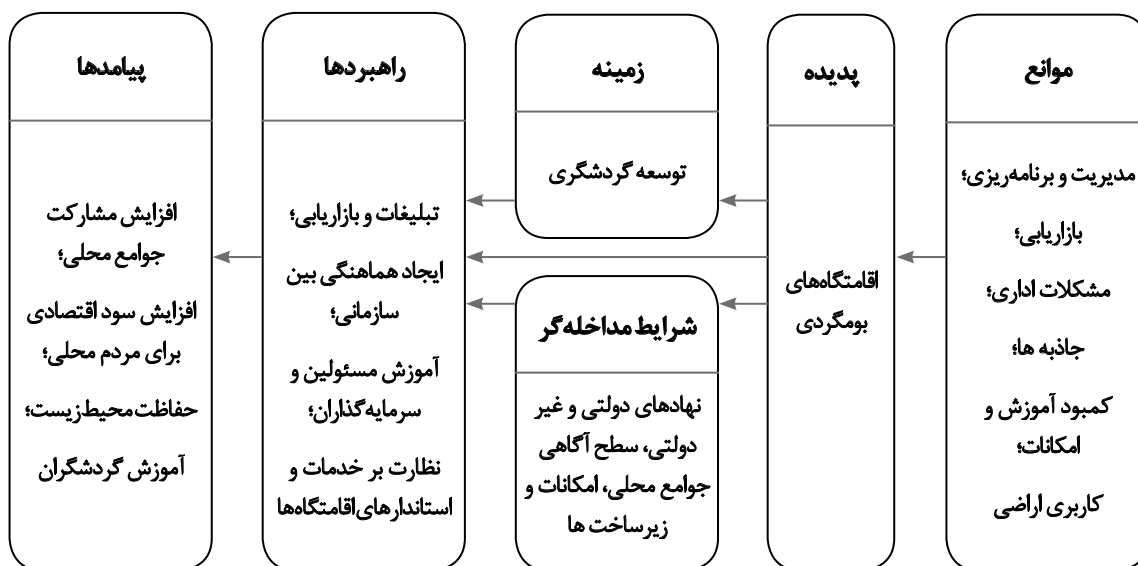 موانع
مدیریت و برنامه‌ریزی؛
بازاریابی؛
مشکلات اداری؛
جاذبه ها؛
کمبود آموزش و
امکانات؛
کاربری اراضی
پدیده
اقامتگاه‌های
بومگردی
زمینه
توسعه گردشگری
شرایط مداخله‌گر
نهادهای دولتی و غیر
دولتی، سطح آگاهی
جوامع محلی، امکانات و
زیرساخت ها
راهبردها
تبلیغات و بازاریابی؛
ایجاد هماهنگی بین
سازمانی؛
آموزش مسئولین و
سرمایه‌گذاران؛
نظارت بر خدمات و
استاندارهای اقامتگاه‌ها
پیامدها
افزایش مشارکت
جوامع محلی؛
افزایش سود اقتصادی
برای مردم محلی؛
حفاظت محیط‌زیست؛
آموزش گردشگران